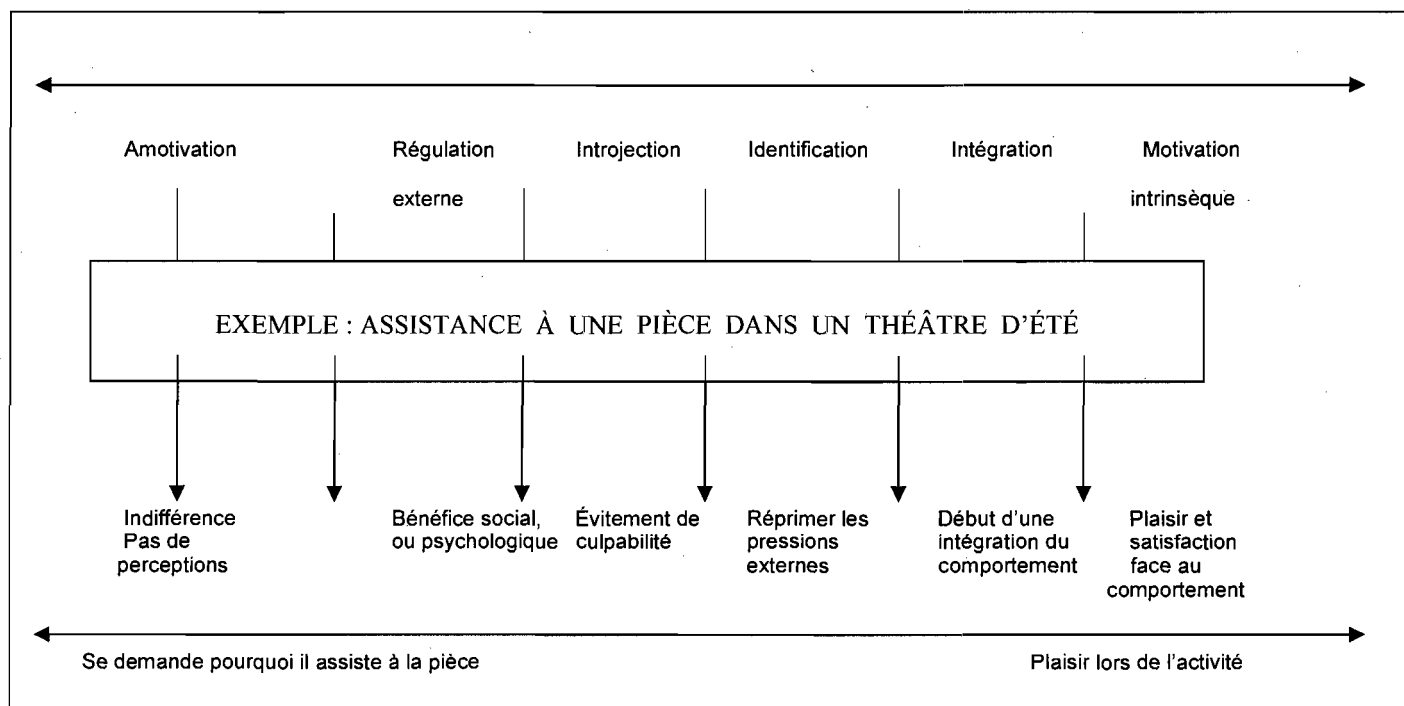 Amotivation Régulation Introjection Identification Intégration Motivation
externe intrinsèque
EXEMPLE : ASSISTANCE À UNE PIÈCE DANS UN THÉÂTRE D'ÉTÉ
Indifférence
Pas de
perceptions
Bénéfice social,
ou psychologique
Évitement de
culpabilité
Réprimer les
pressions
externes
Début d'une
intégration du
comportement
Plaisir et
satisfaction
face au
comportement
Se demande pourquoi il assiste à la pièce
Plaisir lors de l'activité